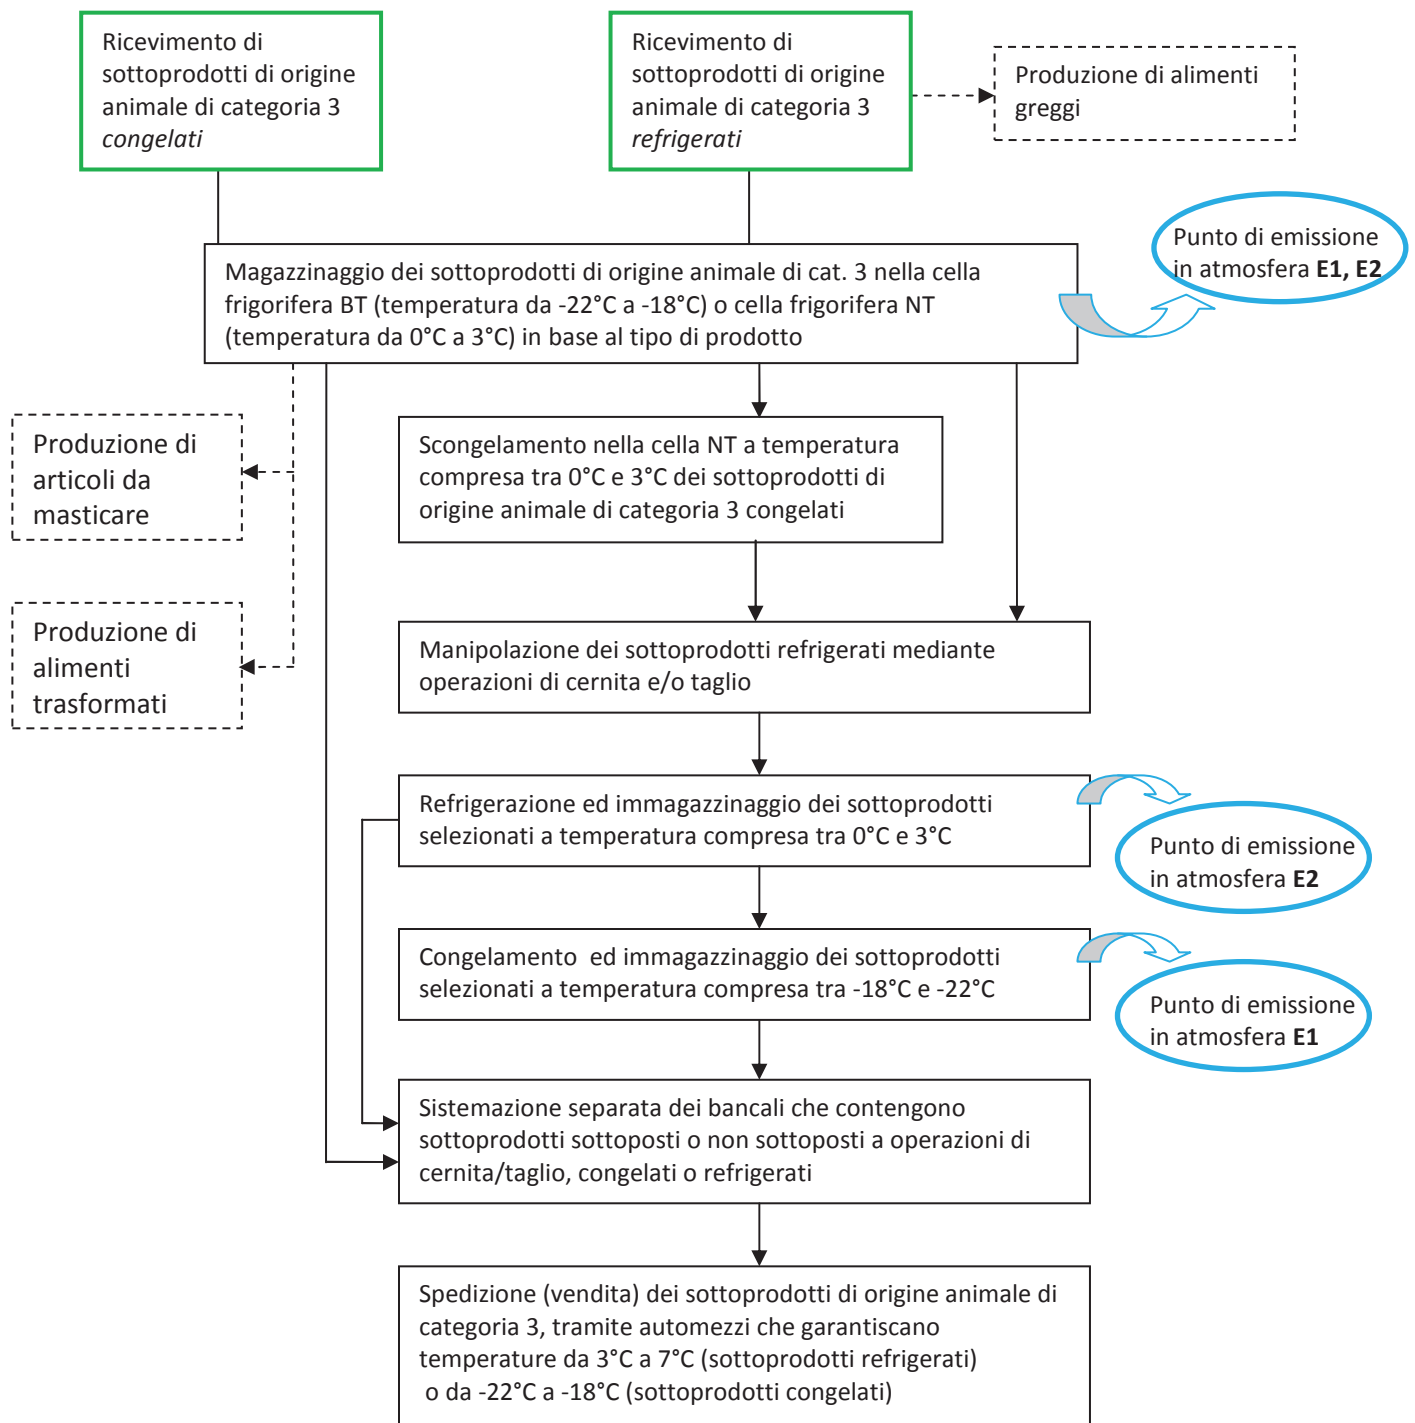 Ricevimento di
sottoprodotti di origine
animale di categoria 3
congelati
Ricevimento di
sottoprodotti di origine
animale di categoria 3
refrigerati
Produzione di alimenti
greggi
Punto di emissione
in atmosfera E1, E2
Magazzinaggio dei sottoprodotti di origine animale di cat. 3 nella cella
frigorifera BT (temperatura da -22°C a -18°C) o cella frigorifera NT
(temperatura da 0°C a 3°C) in base al tipo di prodotto
Produzione di
articoli da
masticare
Scongelamento nella cella NT a temperatura
compresa tra 0°C e 3°C dei sottoprodotti di
origine animale di categoria 3 congelati
Produzione di
alimenti
trasformati
Manipolazione dei sottoprodotti refrigerati mediante
operazioni di cernita e/o taglio
Refrigerazione ed immagazzinaggio dei sottoprodotti
selezionati a temperatura compresa tra 0°C e 3°C
Punto di emissione
in atmosfera E2
Congelamento  ed immagazzinaggio dei sottoprodotti
selezionati a temperatura compresa tra -18°C e -22°C
Punto di emissione
in atmosfera E1
Sistemazione separata dei bancali che contengono
sottoprodotti sottoposti o non sottoposti a operazioni di
cernita/taglio, congelati o refrigerati
Spedizione (vendita) dei sottoprodotti di origine animale di
categoria 3, tramite automezzi che garantiscano
temperature da 3°C a 7°C (sottoprodotti refrigerati)
o da -22°C a -18°C (sottoprodotti congelati)